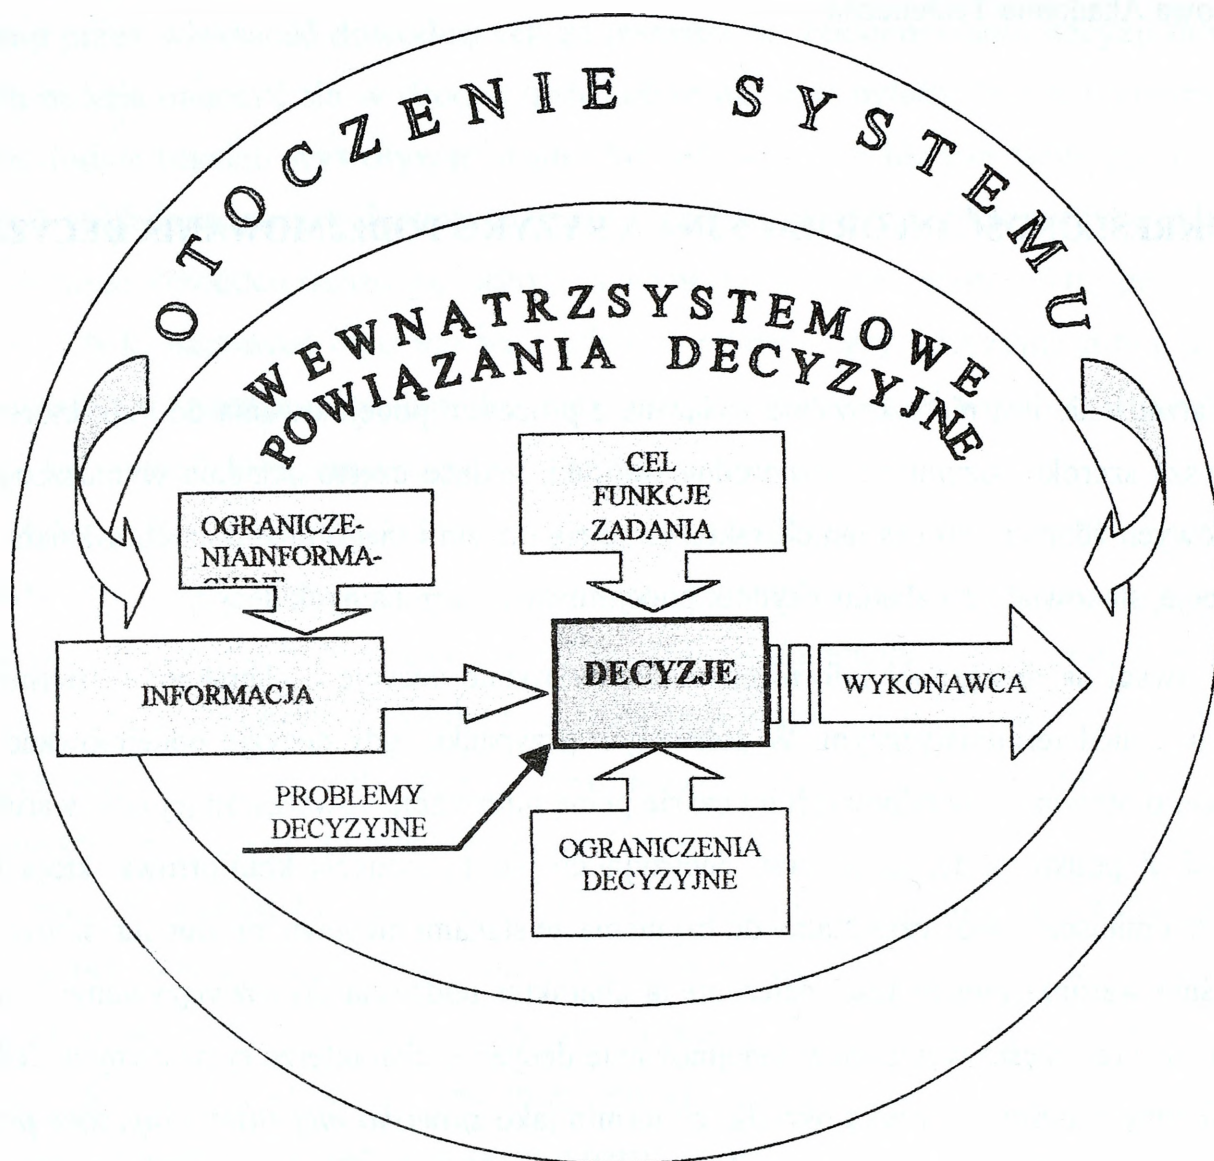 OTOCZENIE SYSTEMU
WEWNĄTRZSYSTEMOWE
POWIĄZANIA DECYZYJNE
CEL
FUNKCJE
ZADANIA
OGRANICZE-
NIAINFORMA-
INFORMACJA
DECYZJE
WYKONAWCA
PROBLEMY
DECYZYJNE
OGRANICZENIA
DECYZYJNE